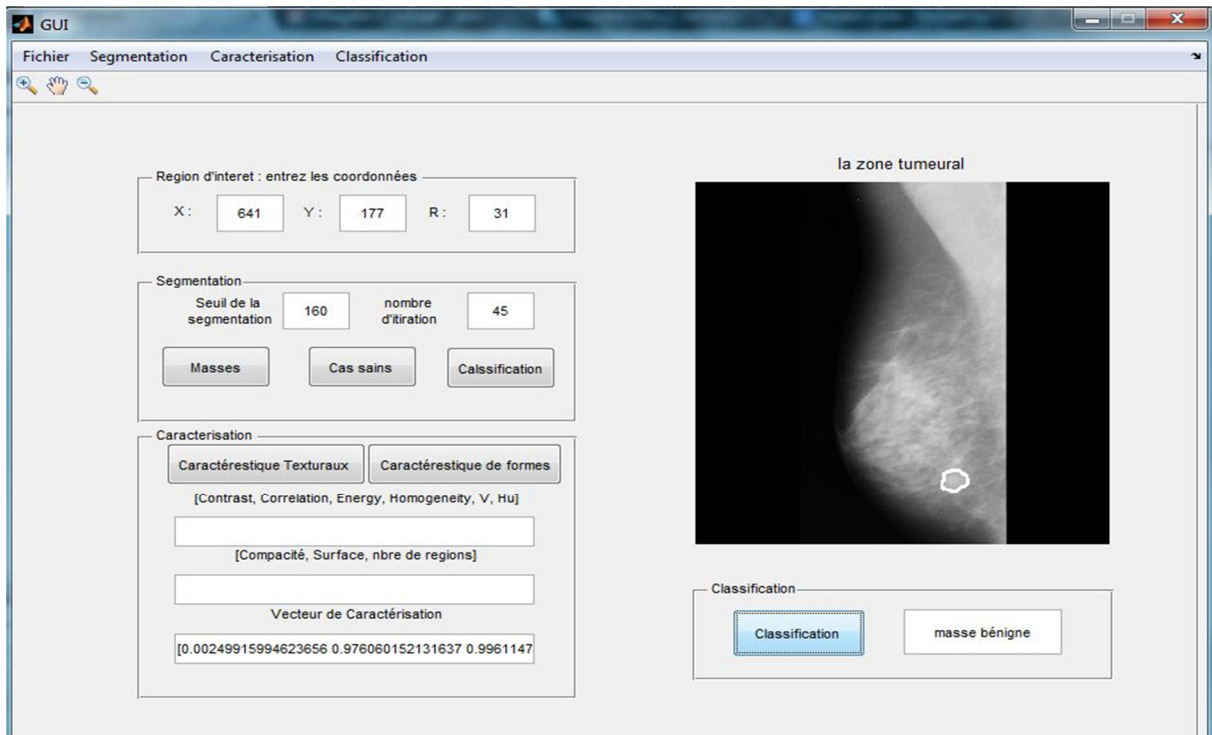 GUI
Fichier Segmentation Caracterisation Classification
Region d'interet : entrez les coordonnées
X : 641 Y : 177 R : 31
Segmentation
Seuil de la segmentation 160 nombre d'itiration 45
Masses Cas sains Calssification
Caracterisation
Caractérestique Texturaux Caractérestique de formes
[Contrast, Correlation, Energy, Homogeneity, V, Hu]
[Compacité, Surface, nbre de regions]
Vecteur de Caractérisation
[0.00249915994623656 0.976060152131637 0.9961147
la zone tumeural
Classification
Classification masse bénigne